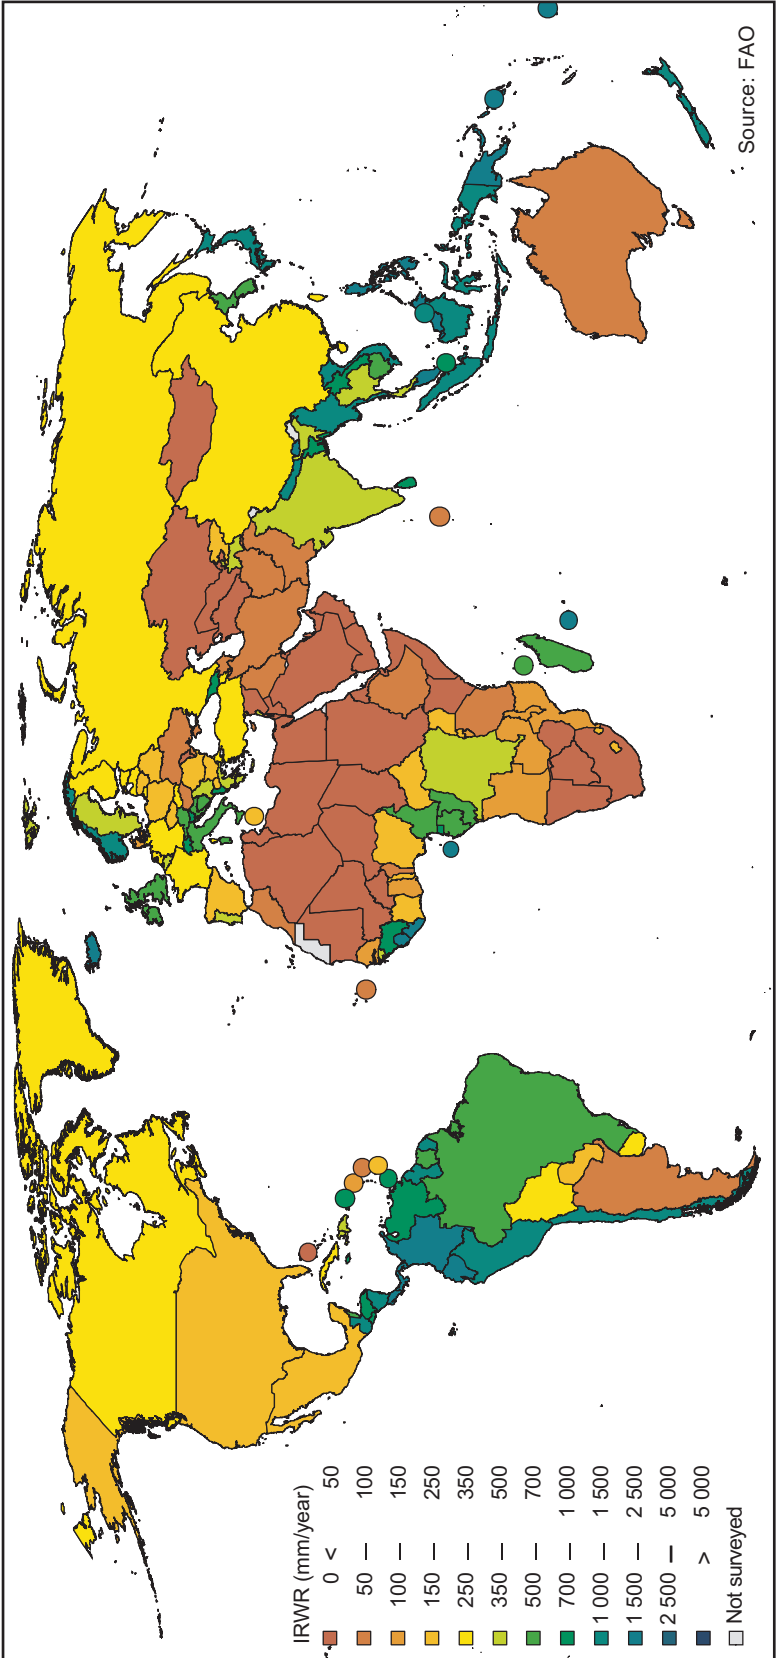 IRWR (mm/year)
0 < 50
50 — 100
100 — 150
150 — 250
250 — 350
350 — 500
500 — 700
700 — 1 000
1 000 — 1 500
1 500 — 2 500
2 500 — 5 000
> 5 000
Not surveyed
Source: FAO